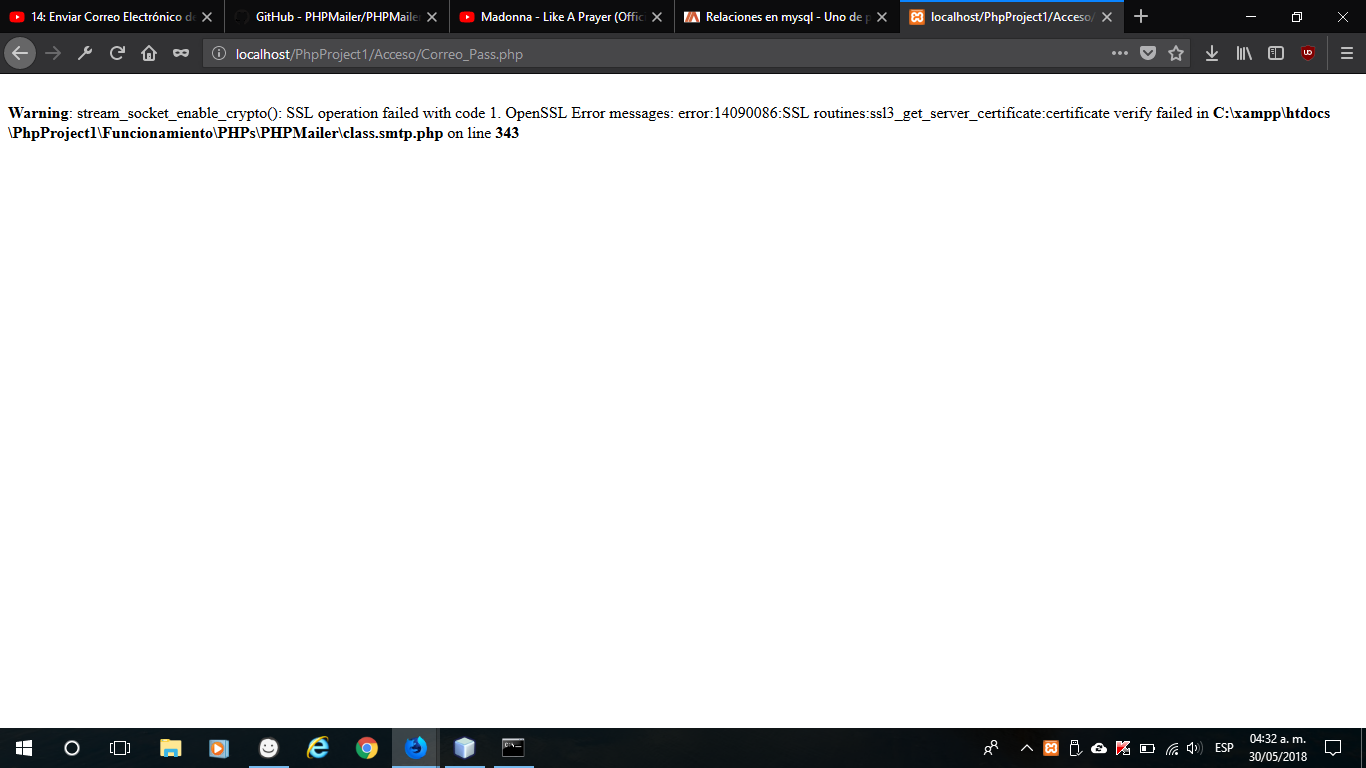 14: Enviar Correo Electrónico de
GitHub - PHPMailer/PHPMailer
Madonna - Like A Prayer (Offic
Relaciones en mysql - Uno de p
localhost/PhpProject1/Acceso/
localhost/PhpProject1/Acceso/Correo_Pass.php
Warning: stream_socket_enable_crypto(): SSL operation failed with code 1. OpenSSL Error messages: error:14090086:SSL routines:ssl3_get_server_certificate:certificate verify failed in C:\xampp\htdocs
\PhpProject1\Funcionamiento\PHPs\PHPMailer\class.smtp.php on line 343
ESP
04:32 a. m.
30/05/2018